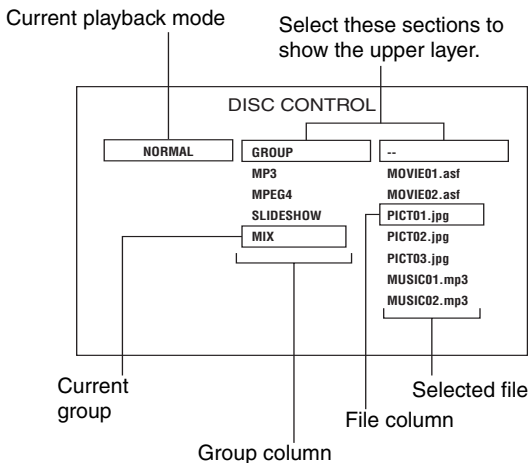 Current playback mode
Select these sections to
show the upper layer.
DISC CONTROL
NORMAL
GROUP
--
MP3
MOVIE01.asf
MPEG4
MOVIE02.asf
SLIDESHOW
PICT01.jpg
MIX
PICT02.jpg
PICT03.jpg
MUSIC01.mp3
MUSIC02.mp3
Current
group
Selected file
File column
Group column